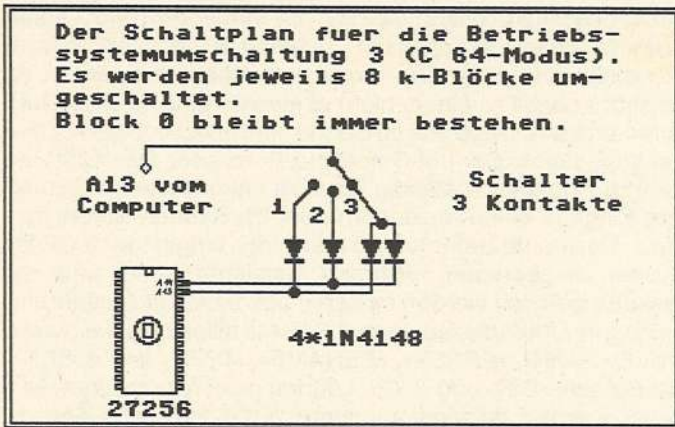 Der Schaltplan fuer die Betriebs-
systemumschaltung 3 (C 64-Modus).
Es werden jeweils 8 k-Blöcke um-
geschaltet.
Block 0 bleibt immer bestehen.
A13 vom
Computer
1 2 3
Schalter
3 Kontakte
A14
A13
4*1N4148
27256